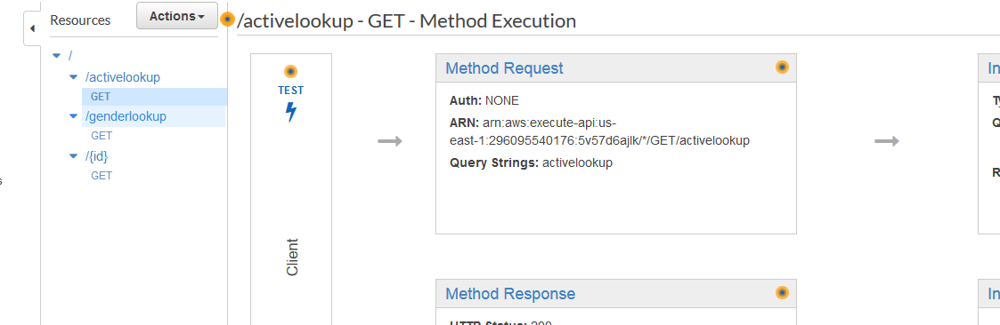 Resources
Actions
/activelookup - GET - Method Execution
/
/activelookup
GET
/genderlookup
GET
/{id}
GET
TEST
Client
Method Request
Auth: NONE
ARN: arn:aws:execute-api:us-
east-1:296095540176:5v57d6ajlk/*/GET/activelookup
Query Strings: activelookup
Method Response
HTTP Status: 200
In
Q
R
In